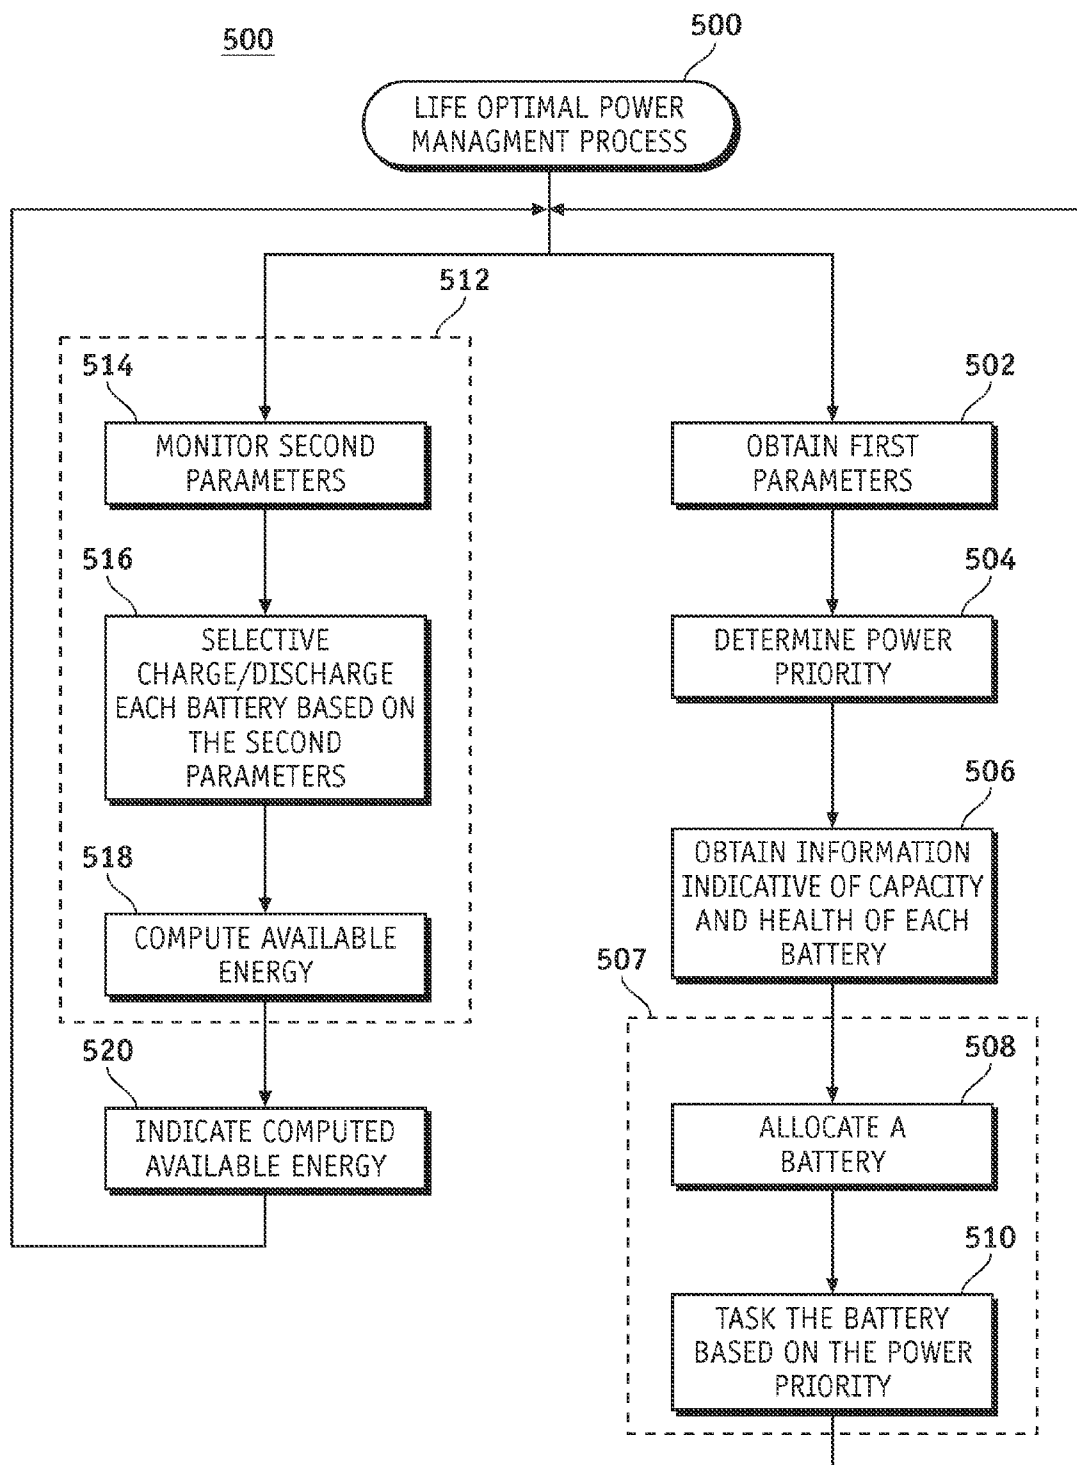 500
500
LIFE OPTIMAL POWER
MANAGMENT PROCESS
512
514
MONITOR SECOND
PARAMETERS
516
SELECTIVE
CHARGE/DISCHARGE
EACH BATTERY BASED ON
THE SECOND
PARAMETERS
518
COMPUTE AVAILABLE
ENERGY
520
INDICATE COMPUTED
AVAILABLE ENERGY
502
OBTAIN FIRST
PARAMETERS
504
DETERMINE POWER
PRIORITY
506
OBTAIN INFORMATION
INDICATIVE OF CAPACITY
AND HEALTH OF EACH
BATTERY
507
508
ALLOCATE A
BATTERY
510
TASK THE BATTERY
BASED ON THE POWER
PRIORITY